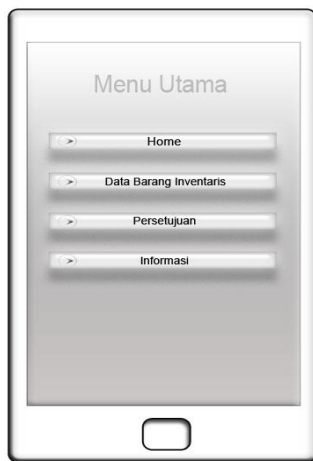 Menu Utama
Home
Data Barang Inventaris
Persetujuan
Informasi